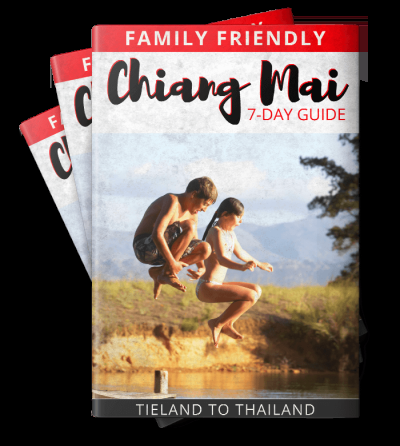 FAMILY FRIENDLY
Chiang Mai
7-DAY GUIDE
TIELAND TO THAILAND